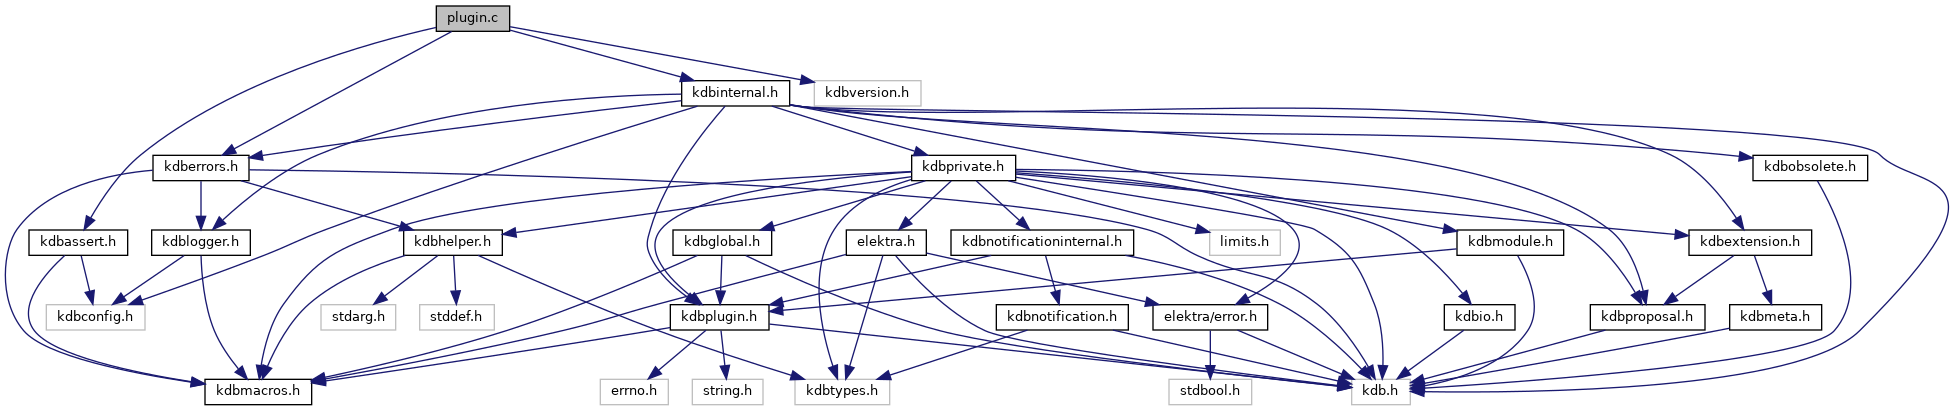 plugin.c
kdbinternal.h
kdbversion.h
kdberrors.h
kdbprivate.h
kdbobsolete.h
kdbassert.h
kdblogger.h
kdbhelper.h
kdbglobal.h
elektra.h
kdbnotificationinternal.h
limits.h
kdbmodule.h
kdbextension.h
kdbconfig.h
stdarg.h
stddef.h
kdbplugin.h
kdbnotification.h
elektra/error.h
kdbio.h
kdbproposal.h
kdbmeta.h
kdbmacros.h
errno.h
string.h
kdbtypes.h
stdbool.h
kdb.h